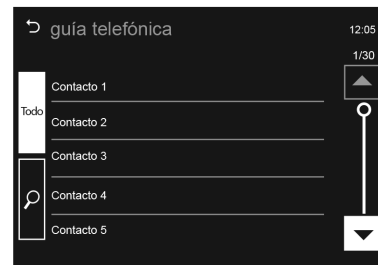 guía telefónica
12:05
1/30
Todo
Contacto 1
Contacto 2
Contacto 3
Contacto 4
Contacto 5